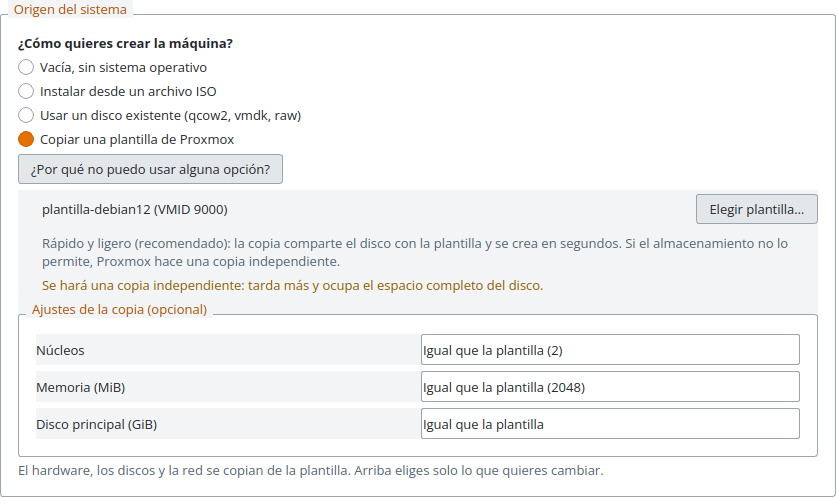 Origen del sistema
¿Cómo quieres crear la máquina?
Vacía, sin sistema operativo
Instalar desde un archivo ISO
Usar un disco existente (qcow2, vmdk, raw)
Copiar una plantilla de Proxmox
¿Por qué no puedo usar alguna opción?
plantilla-debian12 (VMID 9000)
Elegir plantilla...
Rápido y ligero (recomendado): la copia comparte el disco con la plantilla y se crea en segundos. Si el almacenamiento no lo
permite, Proxmox hace una copia independiente.
Se hará una copia independiente: tarda más y ocupa el espacio completo del disco.
Ajustes de la copia (opcional)
Núcleos
Igual que la plantilla (2)
Memoria (MiB)
Igual que la plantilla (2048)
Disco principal (GiB)
Igual que la plantilla
El hardware, los discos y la red se copian de la plantilla. Arriba eliges solo lo que quieres cambiar.